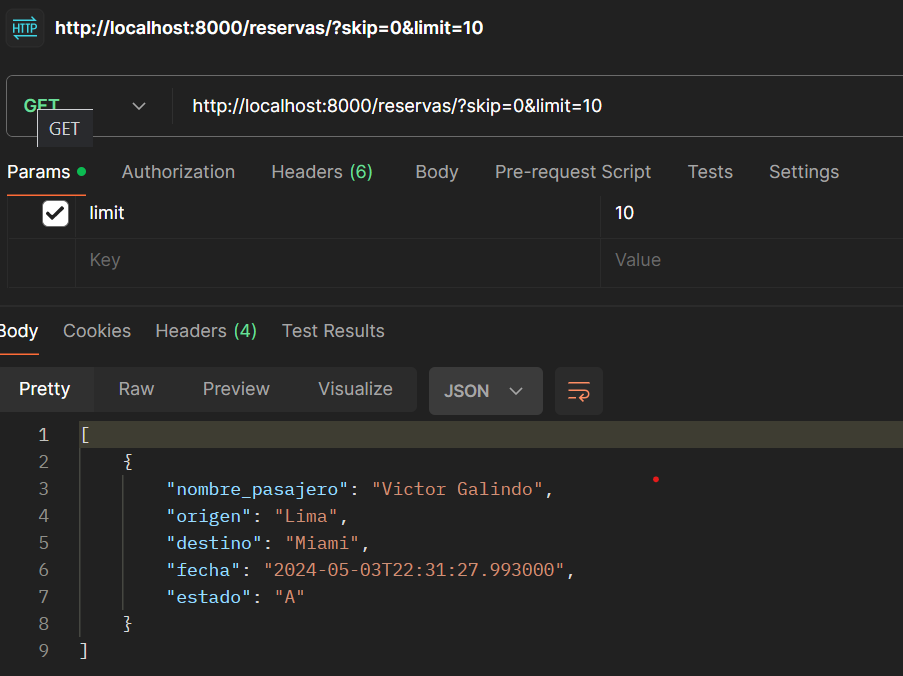 HTTP http://localhost:8000/reservas/?skip=0&limit=10
GET http://localhost:8000/reservas/?skip=0&limit=10
GET
Params Authorization Headers (6) Body Pre-request Script Tests Settings
limit 10
Key Value
Body Cookies Headers (4) Test Results
Pretty Raw Preview Visualize JSON
1 [
2 {
3 "nombre_pasajero": "Victor Galindo",
4 "origen": "Lima",
5 "destino": "Miami",
6 "fecha": "2024-05-03T22:31:27.993000",
7 "estado": "A"
8 }
9 ]